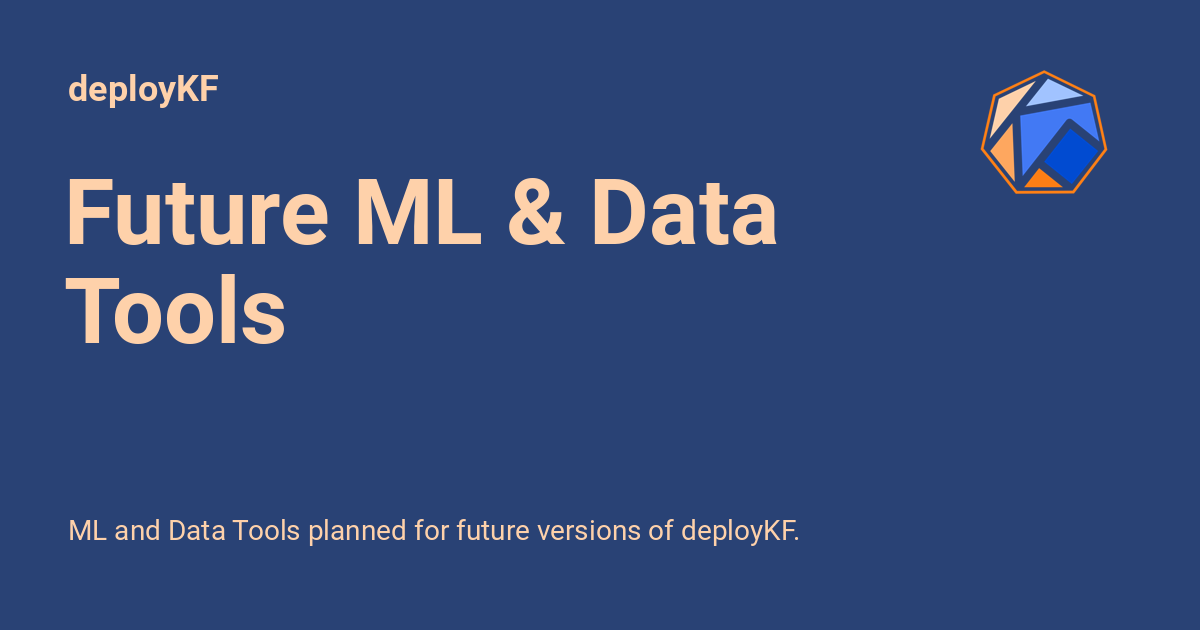 deployKF
Future ML & Data
Tools
ML and Data Tools planned for future versions of deployKF.